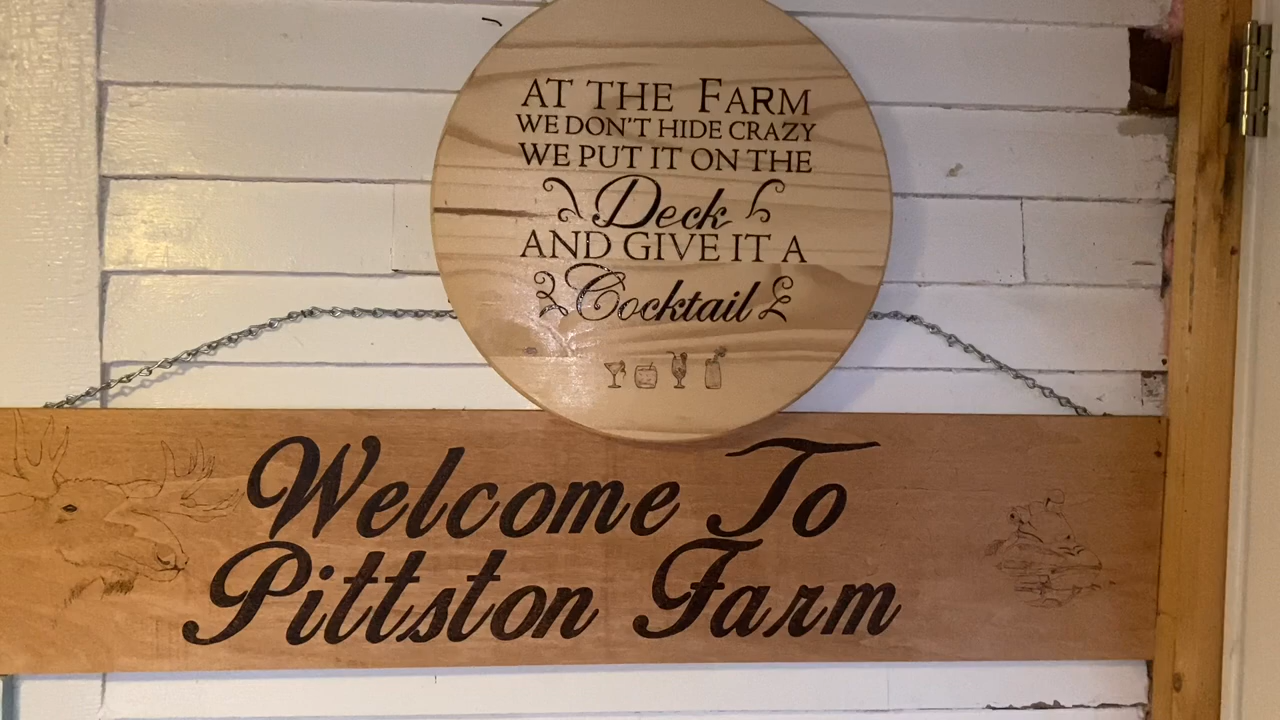 AT THE FARM
WE DON'T HIDE CRAZY
WE PUT IT ON THE
Deck
AND GIVE IT A
Cocktail
Welcome To
Pittston Farm